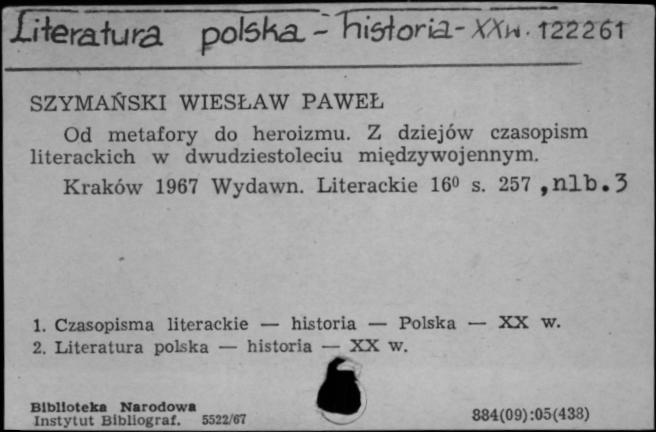 Literatura polska - historia - XX w. 122261
SZYMAŃSKI WIESŁAW PAWEŁ
Od metafory do heroizmu. Z dziejów czasopism
literackich w dwudziestoleciu międzywojennym.
Kraków 1967 Wydawn. Literackie 16⁰ s. 257 , nlb. 3
1. Czasopisma literackie — historia — Polska — XX w.
2. Literatura polska — historia — XX w.
Biblioteka Narodowa
Instytut Bibliograf. 5522/67
884(09):05(438)